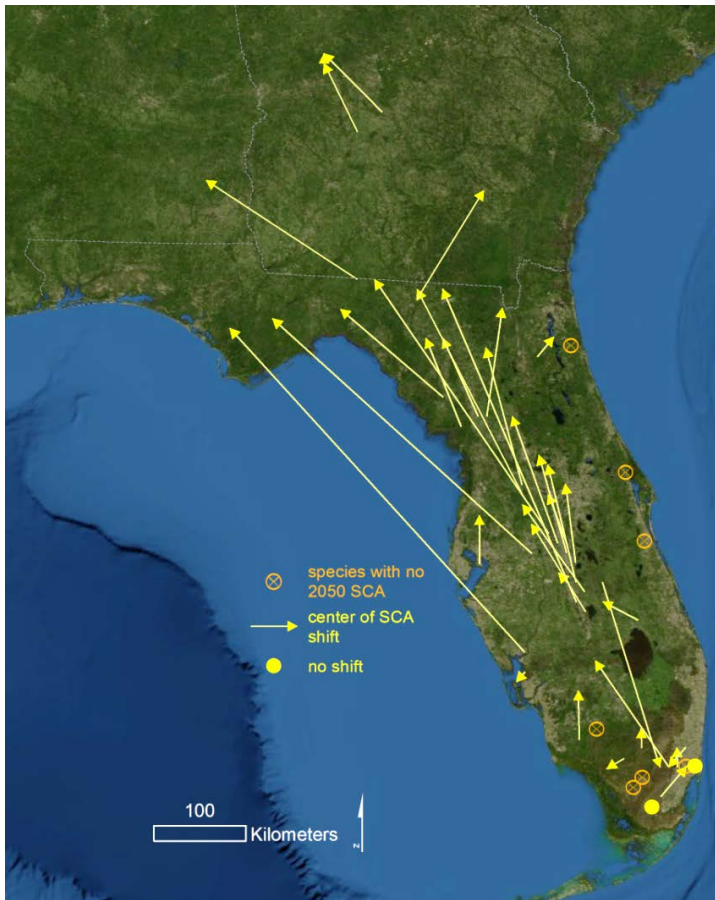 species with no
2050 SCA
center of SCA
shift
no shift
100
Kilometers
N